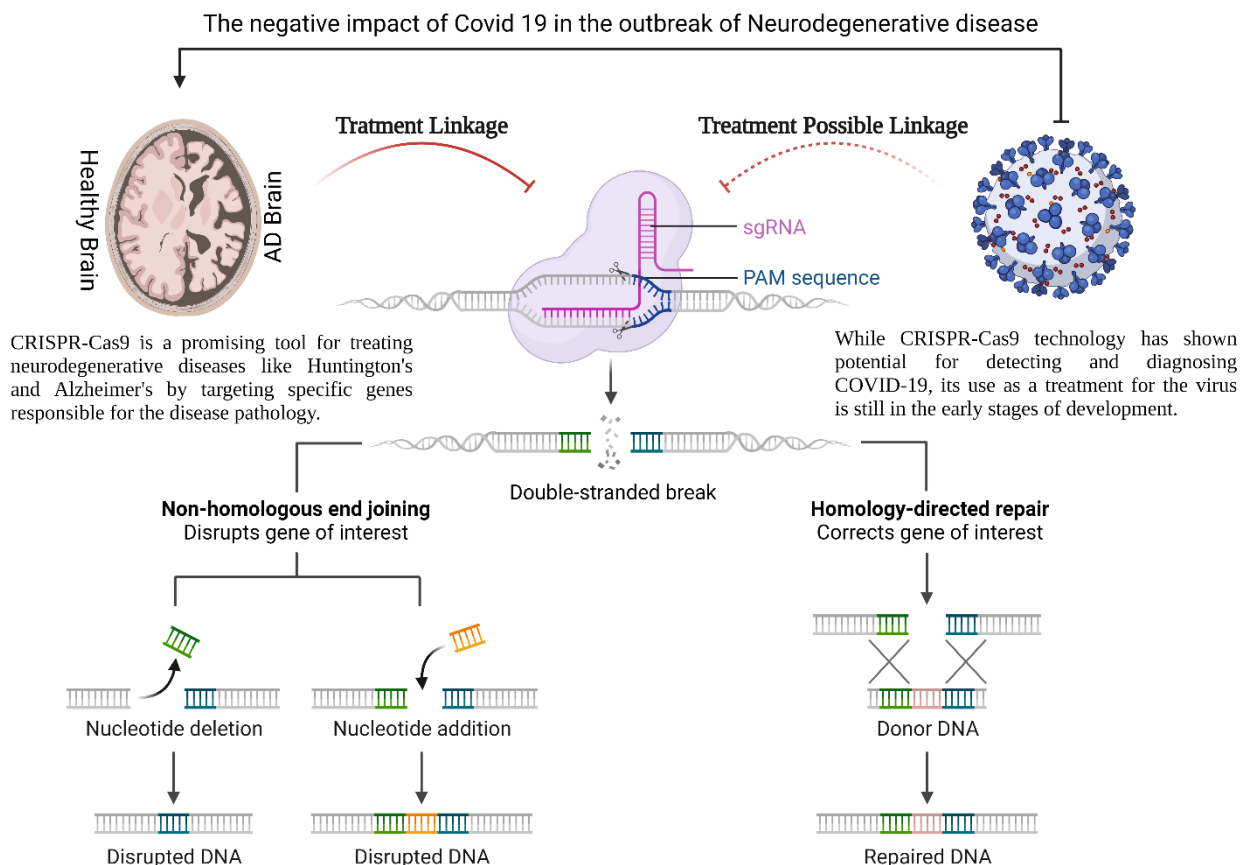 The negative impact of Covid 19 in the outbreak of Neurodegenerative disease
Tratment Linkage
Treatment Possible Linkage
Healthy Brain
AD Brain
sgRNA
PAM sequence
CRISPR-Cas9 is a promising tool for treating
neurodegenerative diseases like Huntington's
and Alzheimer's by targeting specific genes
responsible for the disease pathology.
While CRISPR-Cas9 technology has shown
potential for detecting and diagnosing
COVID-19, its use as a treatment for the virus
is still in the early stages of development.
Double-stranded break
Non-homologous end joining
Disrupts gene of interest
Homology-directed repair
Corrects gene of interest
Nucleotide deletion
Nucleotide addition
Donor DNA
Disrupted DNA
Disrupted DNA
Repaired DNA